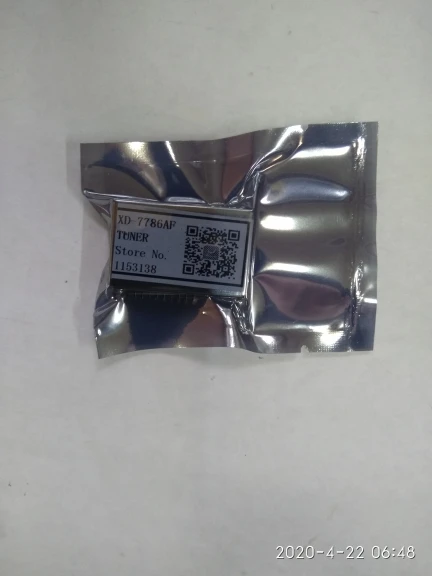 XD-7786AF
TUNER
Store No.
1153138
2020-4-22 06:48